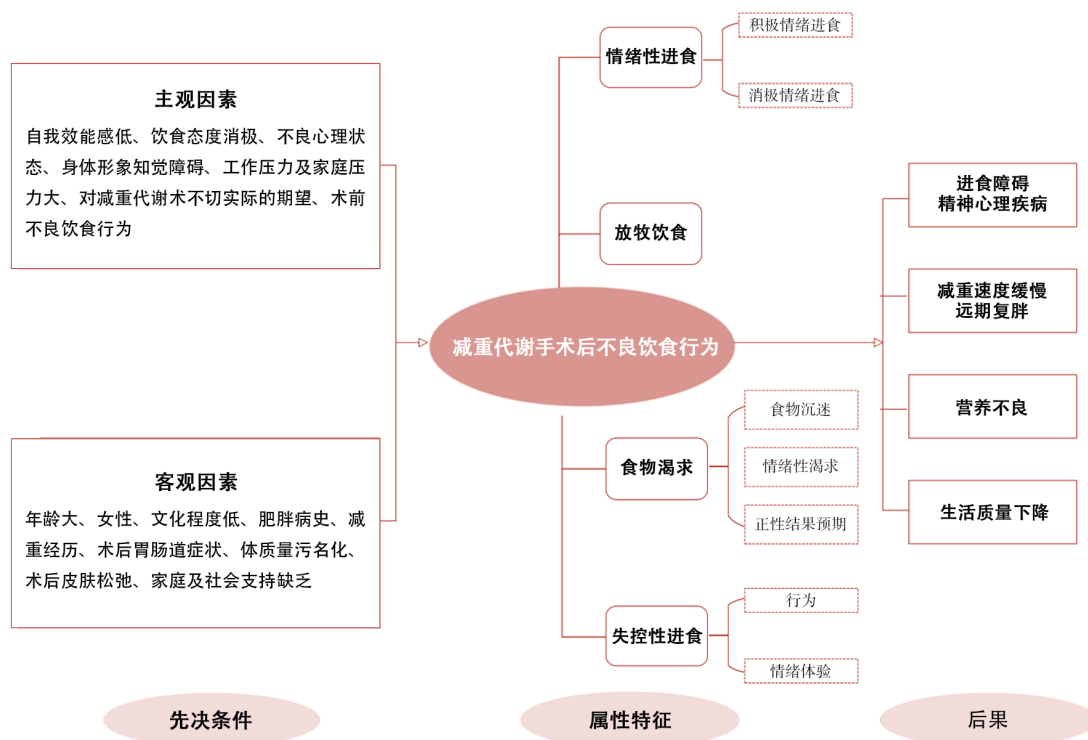 主观因素
自我效能感低、饮食态度消极、不良心理状
态、身体形象知觉障碍、工作压力及家庭压
力大、对减重代谢术不切实际的期望、术前
不良饮食行为
客观因素
年龄大、女性、文化程度低、肥胖病史、减
重经历、术后胃肠道症状、体质量污名化、
术后皮肤松弛、家庭及社会支持缺乏
先决条件
情绪性进食
积极情绪进食
消极情绪进食
放牧饮食
减重代谢手术后不良饮食行为
食物渴求
食物沉迷
情绪性渴求
正性结果预期
失控性进食
行为
情绪体验
属性特征
进食障碍
精神心理疾病
减重速度缓慢
远期复胖
营养不良
生活质量下降
后果